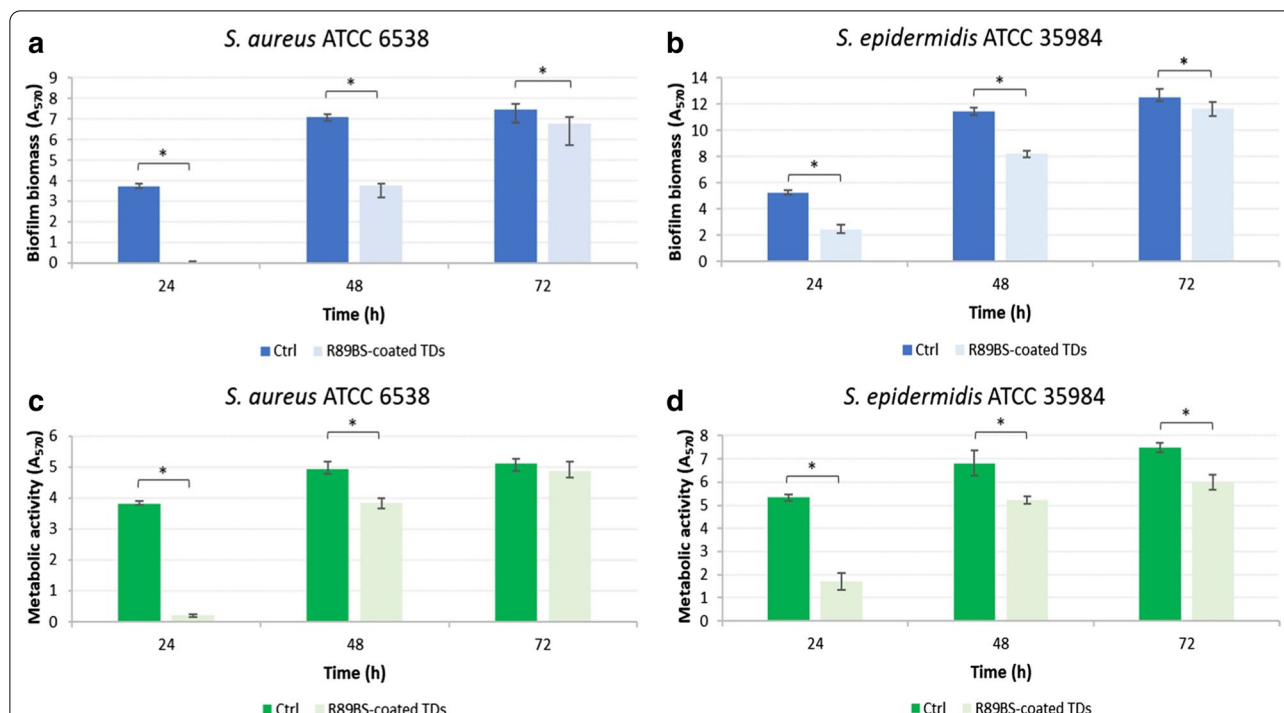 a
S. aureus ATCC 6538
Biofilm biomass (A570)
9
8
7
6
5
4
3
2
1
0
*
*
*
24
48
72
Time (h)
Ctrl R89BS-coated TDs
b
S. epidermidis ATCC 35984
Biofilm biomass (A570)
14
12
10
8
6
4
2
0
*
*
*
24
48
72
Time (h)
Ctrl R89BS-coated TDs
c
S. aureus ATCC 6538
Metabolic activity (A570)
6
5
4
3
2
1
0
*
*
24
48
72
Time (h)
Ctrl R89BS-coated TDs
d
S. epidermidis ATCC 35984
Metabolic activity (A570)
8
7
6
5
4
3
2
1
0
*
*
*
24
48
72
Time (h)
Ctrl R89BS-coated TDs